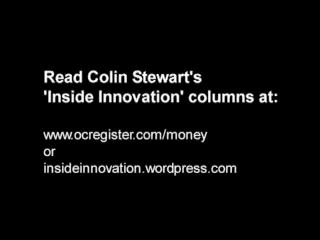 Read Colin Stewart's
'Inside Innovation' columns at:
www.ocregister.com/money
or
insideinnovation.wordpress.com